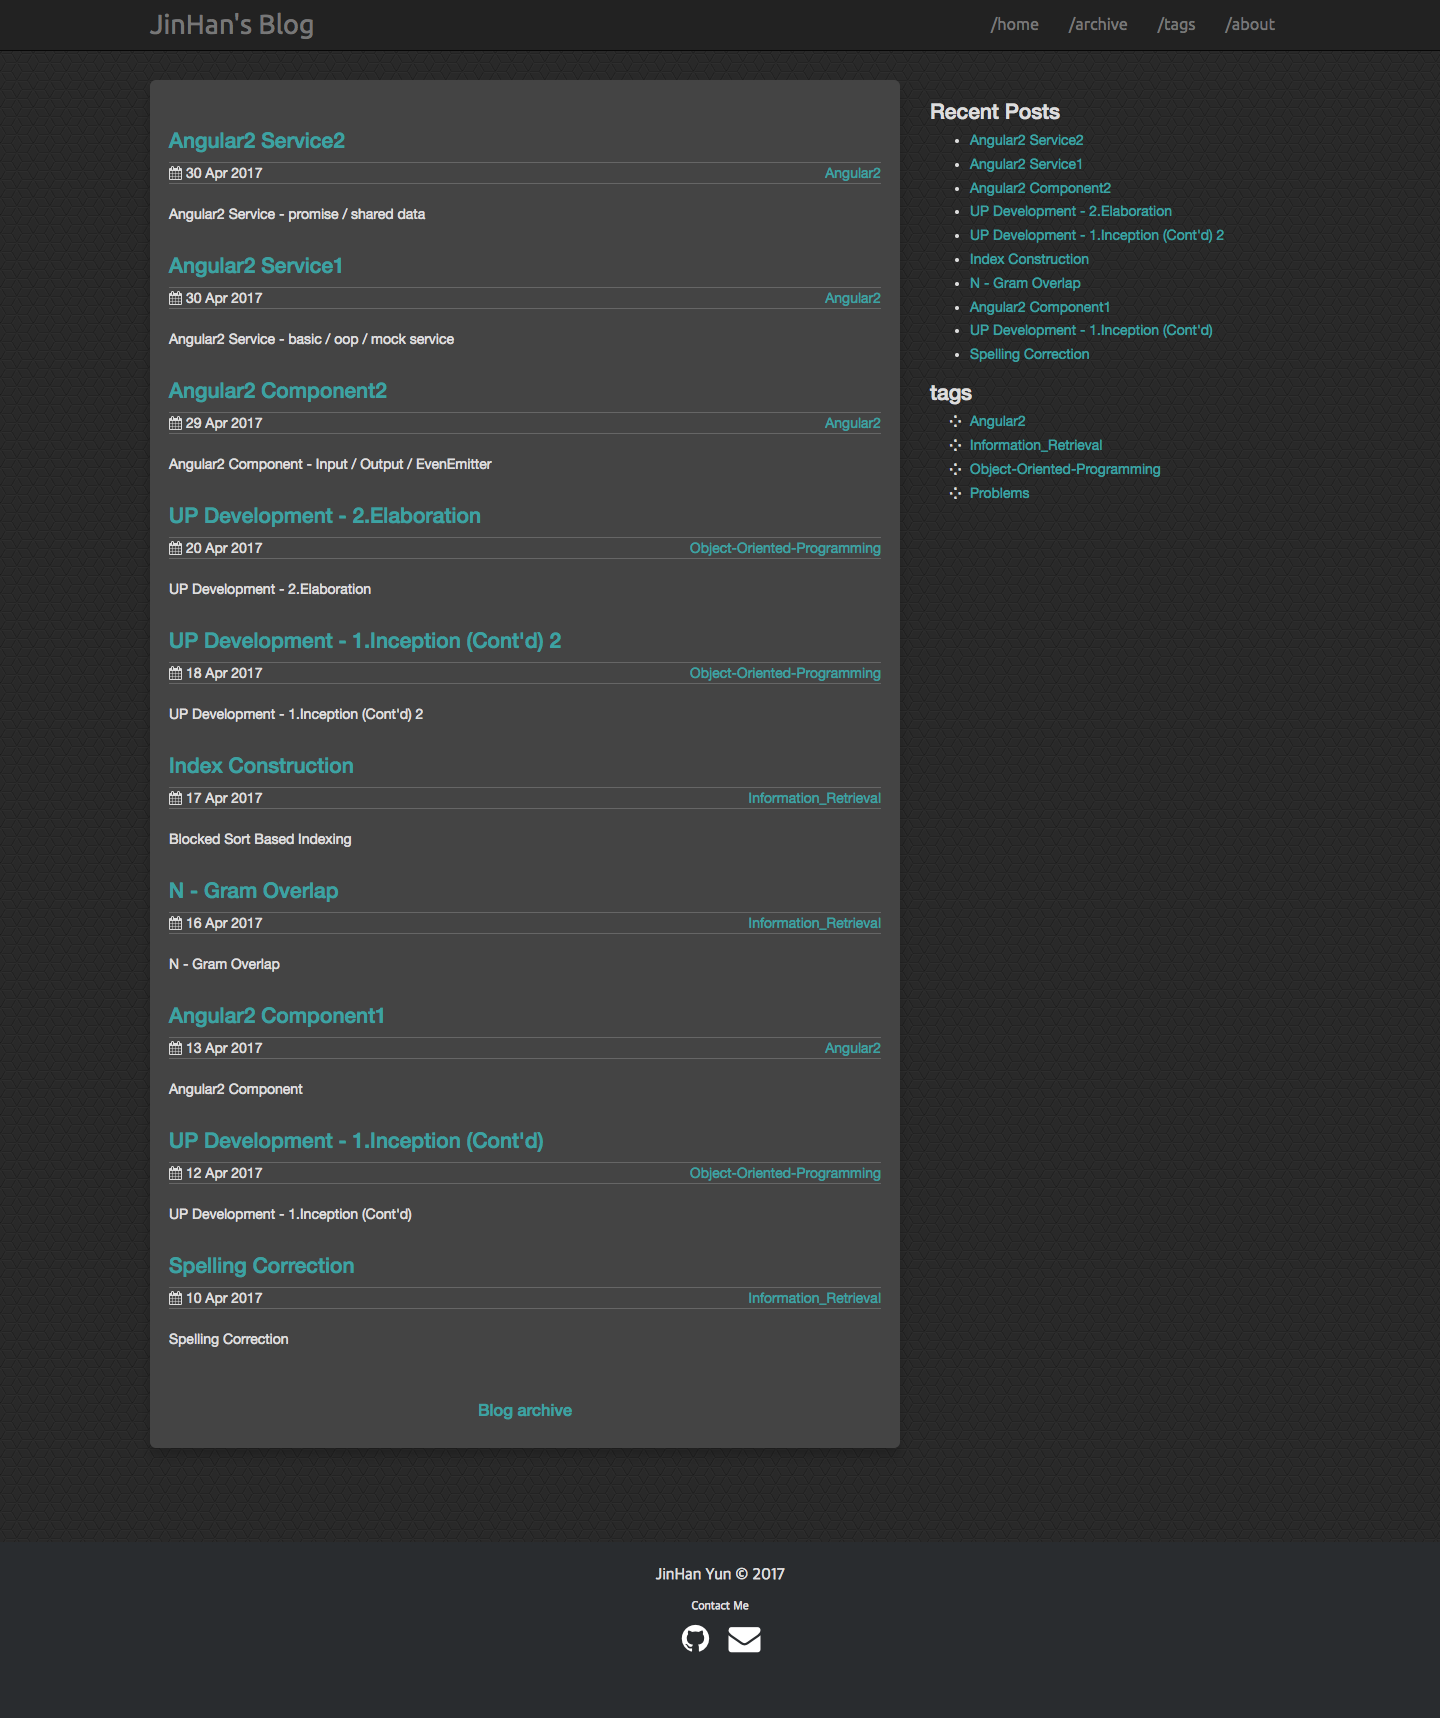 JinHan's Blog
/home /archive /tags /about
Angular2 Service2
30 Apr 2017 Angular2
Angular2 Service - promise / shared data
Angular2 Service1
30 Apr 2017 Angular2
Angular2 Service - basic / oop / mock service
Angular2 Component2
29 Apr 2017 Angular2
Angular2 Component - Input / Output / EvenEmitter
UP Development - 2.Elaboration
20 Apr 2017 Object-Oriented-Programming
UP Development - 2.Elaboration
UP Development - 1.Inception (Cont'd) 2
18 Apr 2017 Object-Oriented-Programming
UP Development - 1.Inception (Cont'd) 2
Index Construction
17 Apr 2017 Information_Retrieval
Blocked Sort Based Indexing
N - Gram Overlap
16 Apr 2017 Information_Retrieval
N - Gram Overlap
Angular2 Component1
13 Apr 2017 Angular2
Angular2 Component
UP Development - 1.Inception (Cont'd)
12 Apr 2017 Object-Oriented-Programming
UP Development - 1.Inception (Cont'd)
Spelling Correction
10 Apr 2017 Information_Retrieval
Spelling Correction
Blog archive
Recent Posts
Angular2 Service2
Angular2 Service1
Angular2 Component2
UP Development - 2.Elaboration
UP Development - 1.Inception (Cont'd) 2
Index Construction
N - Gram Overlap
Angular2 Component1
UP Development - 1.Inception (Cont'd)
Spelling Correction
tags
Angular2
Information_Retrieval
Object-Oriented-Programming
Problems
JinHan Yun © 2017
Contact Me